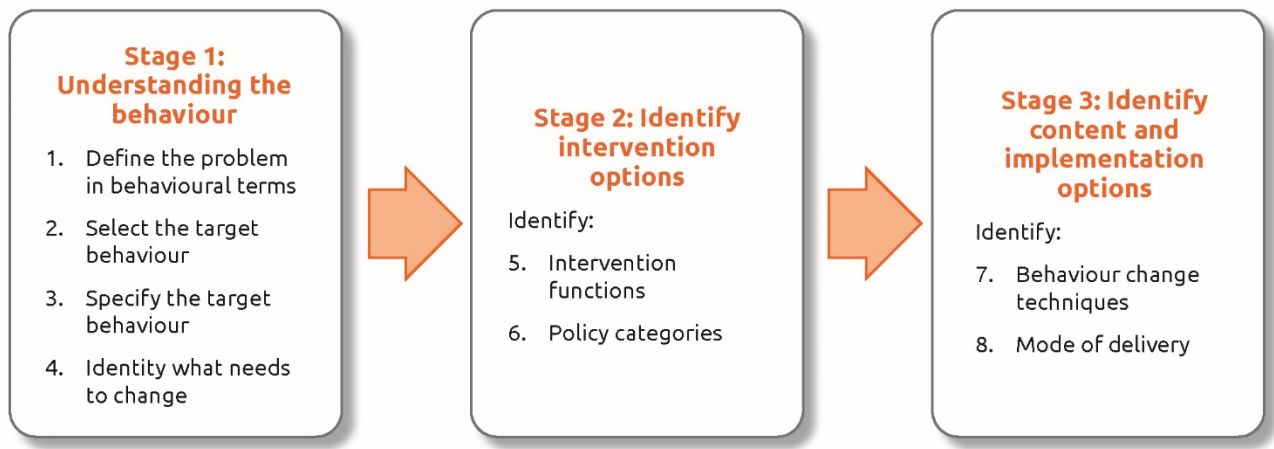 Stage 1:
Understanding the
behaviour
1. Define the problem
in behavioural terms
2. Select the target
behaviour
3. Specify the target
behaviour
4. Identity what needs
to change
Stage 2: Identify
intervention
options
Identify:
5. Intervention
functions
6. Policy categories
Stage 3: Identify
content and
implementation
options
Identify:
7. Behaviour change
techniques
8. Mode of delivery